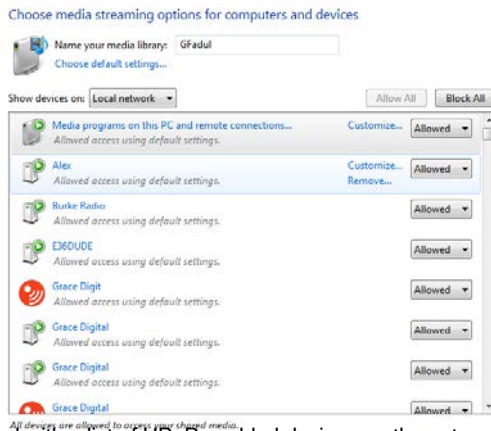 Choose media streaming options for computers and devices
Name your media library: GFadul
Choose default settings...
Show devices on: Local network Allow All Block All
Media programs on this PC and remote connections... Customize... Allowed
Allowed access using default settings.
Alex Customize... Allowed
Allowed access using default settings. Remove...
Burke Radio Allowed
Allowed access using default settings.
E36DUDE Allowed
Allowed access using default settings.
Grace Digit Allowed
Allowed access using default settings.
Grace Digital Allowed
Allowed access using default settings.
Grace Digital Allowed
Allowed access using default settings.
Grace Digital Allowed
All devices are allowed to access your shared media.